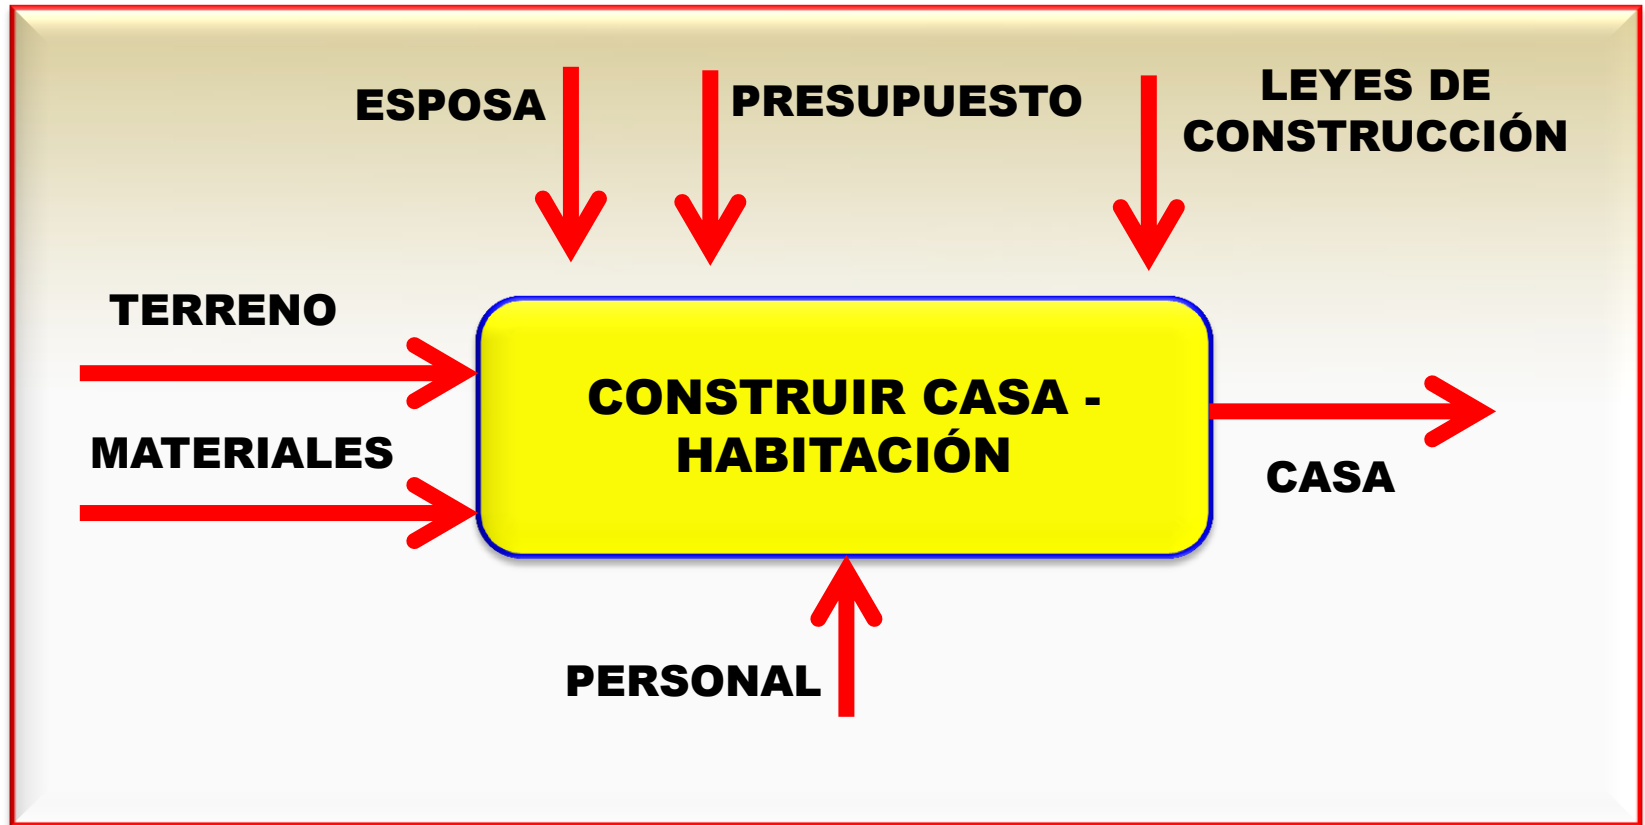 ESPOSA
PRESUPUESTO
LEYES DE
CONSTRUCCIÓN
TERRENO
MATERIALES
CONSTRUIR CASA -
HABITACIÓN
CASA
PERSONAL